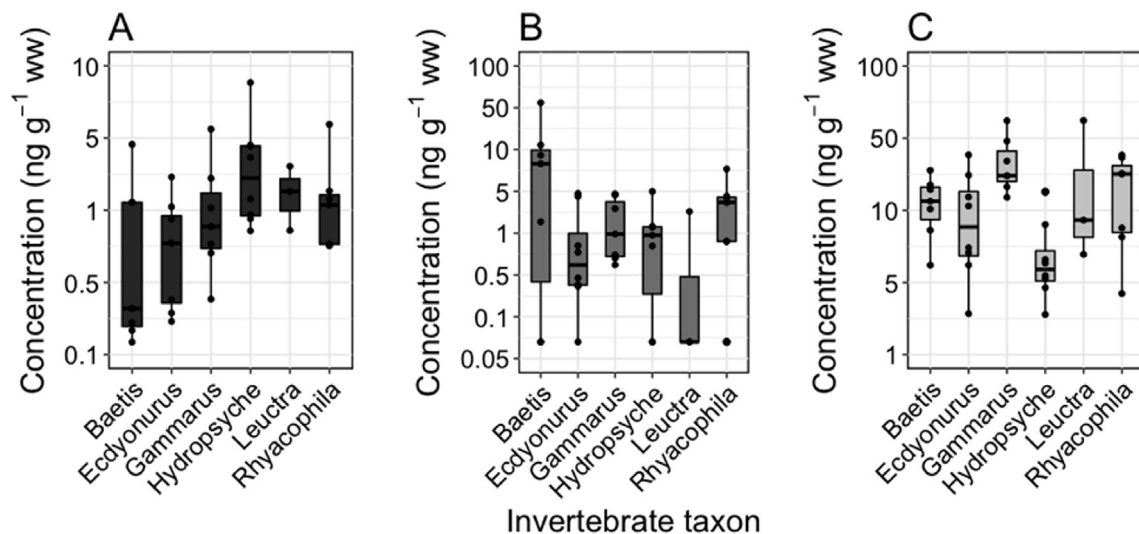 A
B
C
Concentration (ng g⁻¹ ww)
10
5
1
0.5
0.1
Baetis
Ecdyonurus
Gammarus
Hydropsyche
Leuctra
Rhyacophila
Concentration (ng g⁻¹ ww)
100
50
10
5
1
0.5
0.1
0.05
Baetis
Ecdyonurus
Gammarus
Hydropsyche
Leuctra
Rhyacophila
Concentration (ng g⁻¹ ww)
100
50
10
5
1
Baetis
Ecdyonurus
Gammarus
Hydropsyche
Leuctra
Rhyacophila
Invertebrate taxon